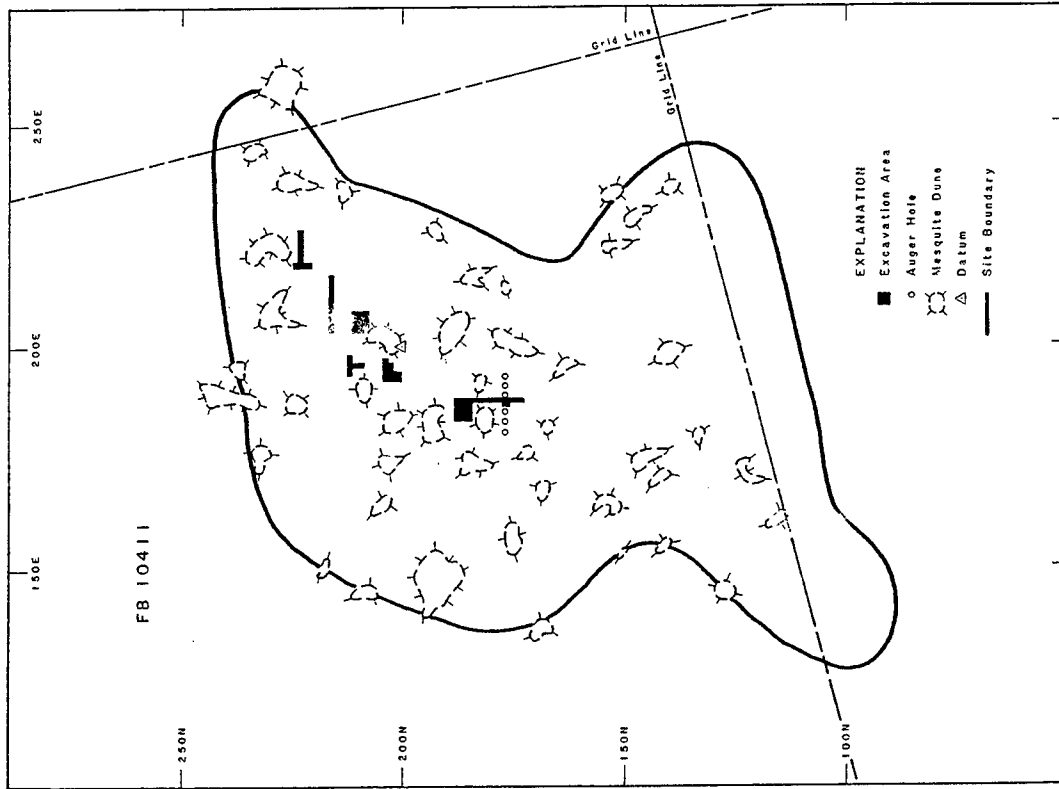 FB 10411
250N
200N
150N
100N
150E
200E
250E
Grid Line
Grid Line
EXPLANATION
Excavation Area
Auger Hole
Mesquite Dune
Datum
Site Boundary